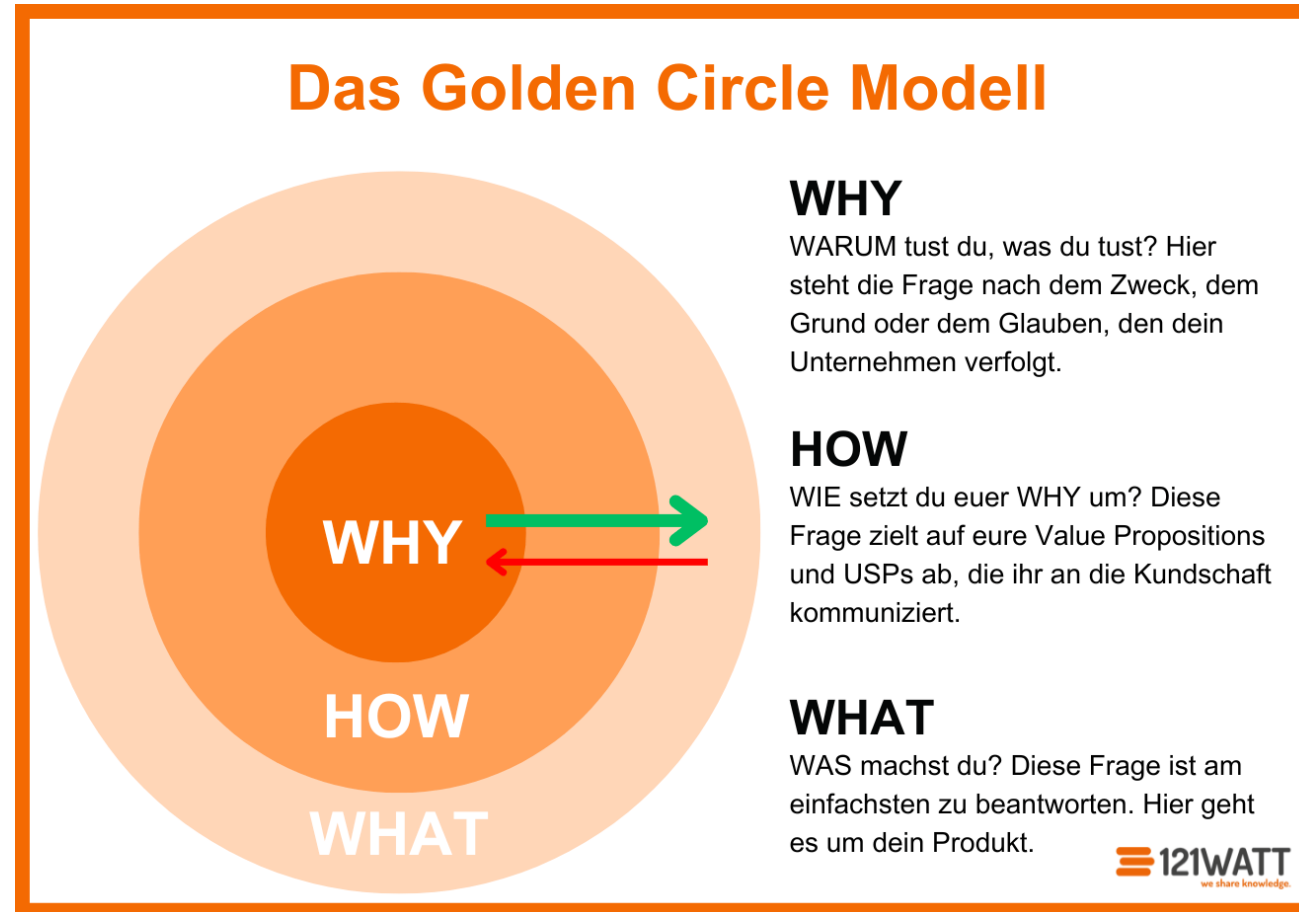 Das Golden Circle Modell
WHY
HOW
WHAT
WHY
WARUM tust du, was du tust? Hier
steht die Frage nach dem Zweck, dem
Grund oder dem Glauben, den dein
Unternehmen verfolgt.
HOW
WIE setzt du euer WHY um? Diese
Frage zielt auf eure Value Propositions
und USPs ab, die ihr an die Kundschaft
kommuniziert.
WHAT
WAS machst du? Diese Frage ist am
einfachsten zu beantworten. Hier geht
es um dein Produkt.
121WATT
we share knowledge.